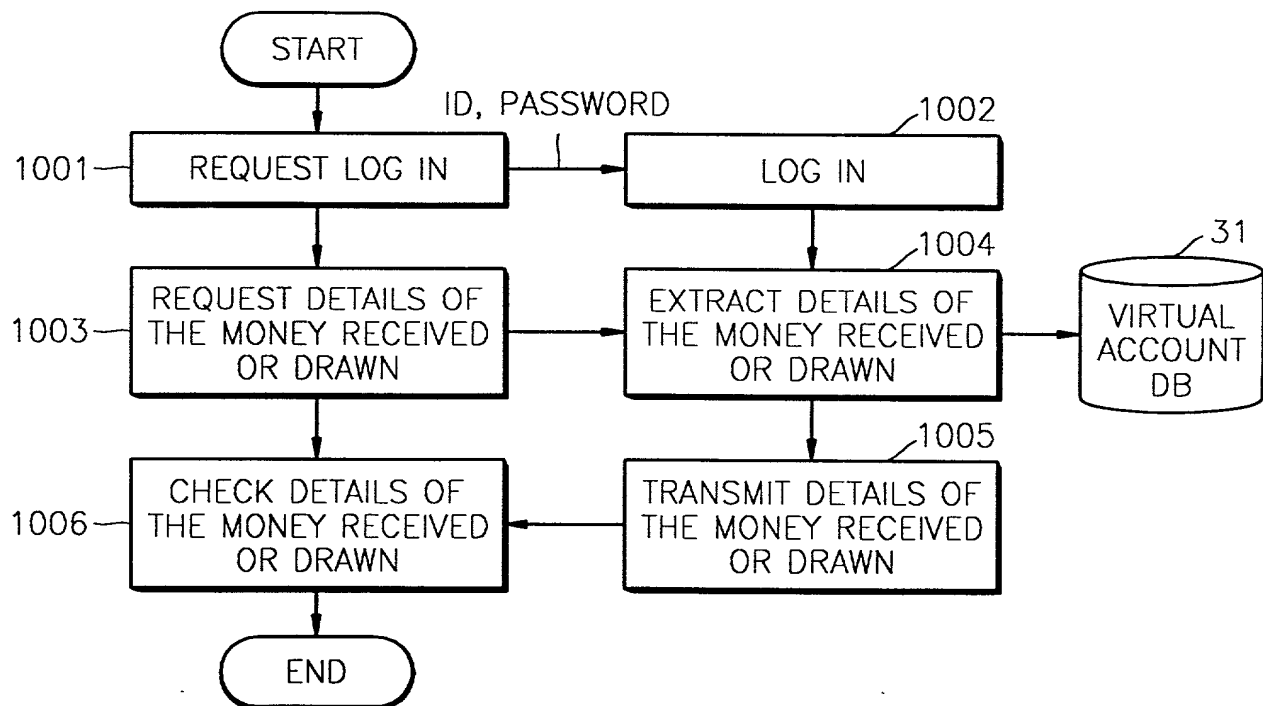 START
ID, PASSWORD
1002
1001
REQUEST LOG IN
LOG IN
1004
31
1003
REQUEST DETAILS OF
THE MONEY RECEIVED
OR DRAWN
EXTRACT DETAILS OF
THE MONEY RECEIVED
OR DRAWN
VIRTUAL
ACCOUNT
DB
1005
1006
CHECK DETAILS OF
THE MONEY RECEIVED
OR DRAWN
TRANSMIT DETAILS OF
THE MONEY RECEIVED
OR DRAWN
END